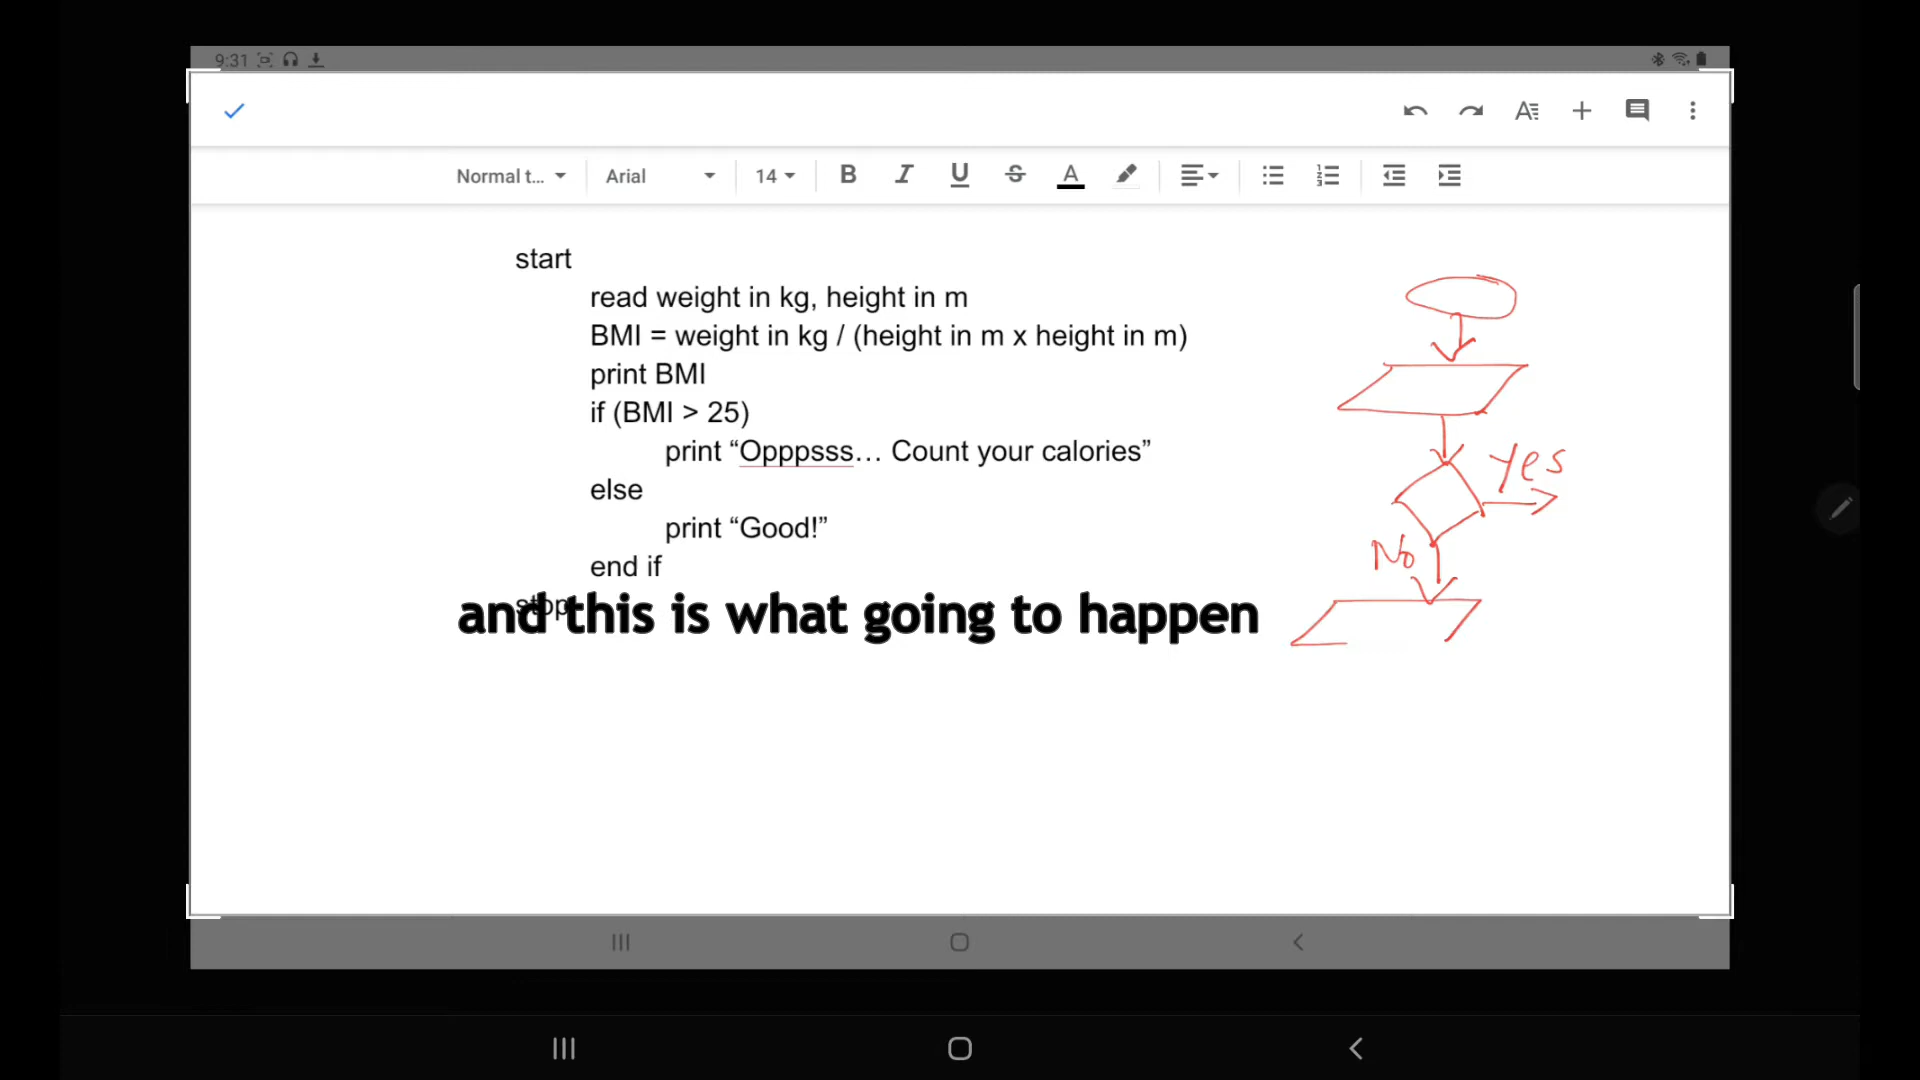 9:31
Normal t...
Arial
14
B I U S A
start
read weight in kg, height in m
BMI = weight in kg / (height in m x height in m)
print BMI
if (BMI > 25)
print “Opppsss… Count your calories”
else
print “Good!”
end if
stop
and this is what going to happen
Yes
No